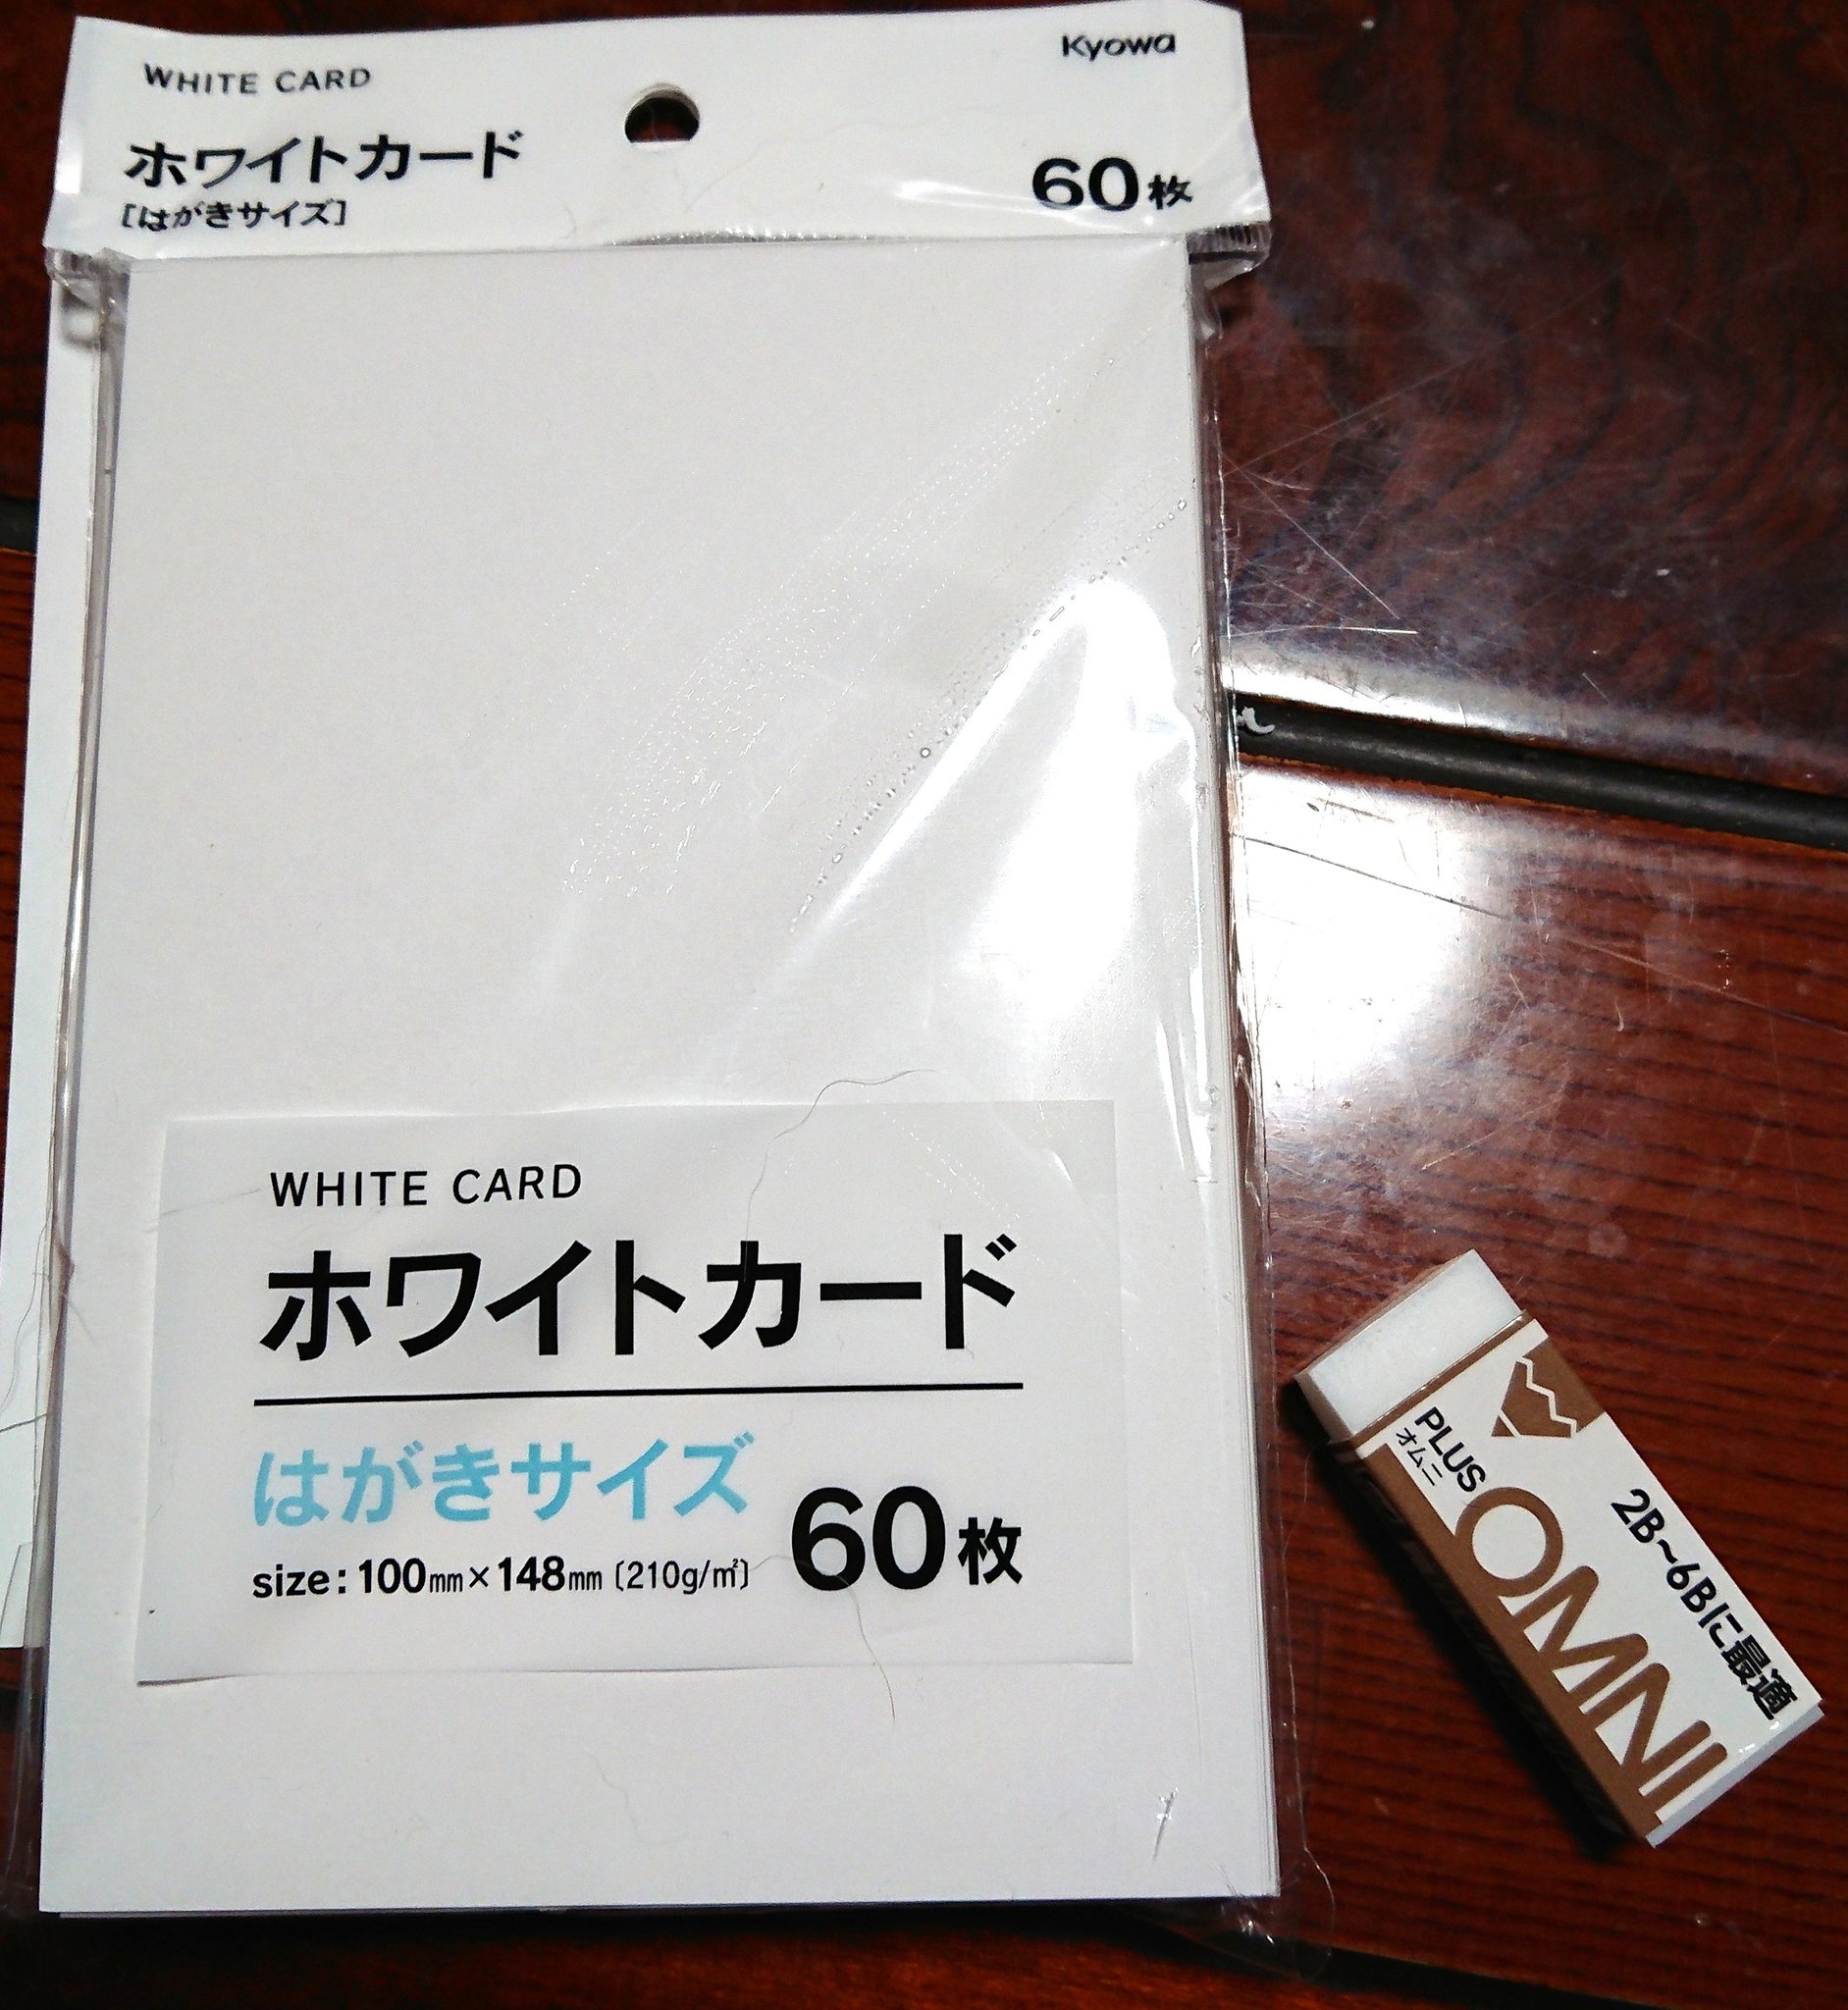 WHITE CARD
Kyowa
ホワイトカード
60枚
[はがきサイズ]
WHITE CARD
ホワイトカード
はがきサイズ
size:100㎜×148㎜〔210g/㎡〕
60枚
PLUS
オムニ
OMNI
2B~6Bに最適